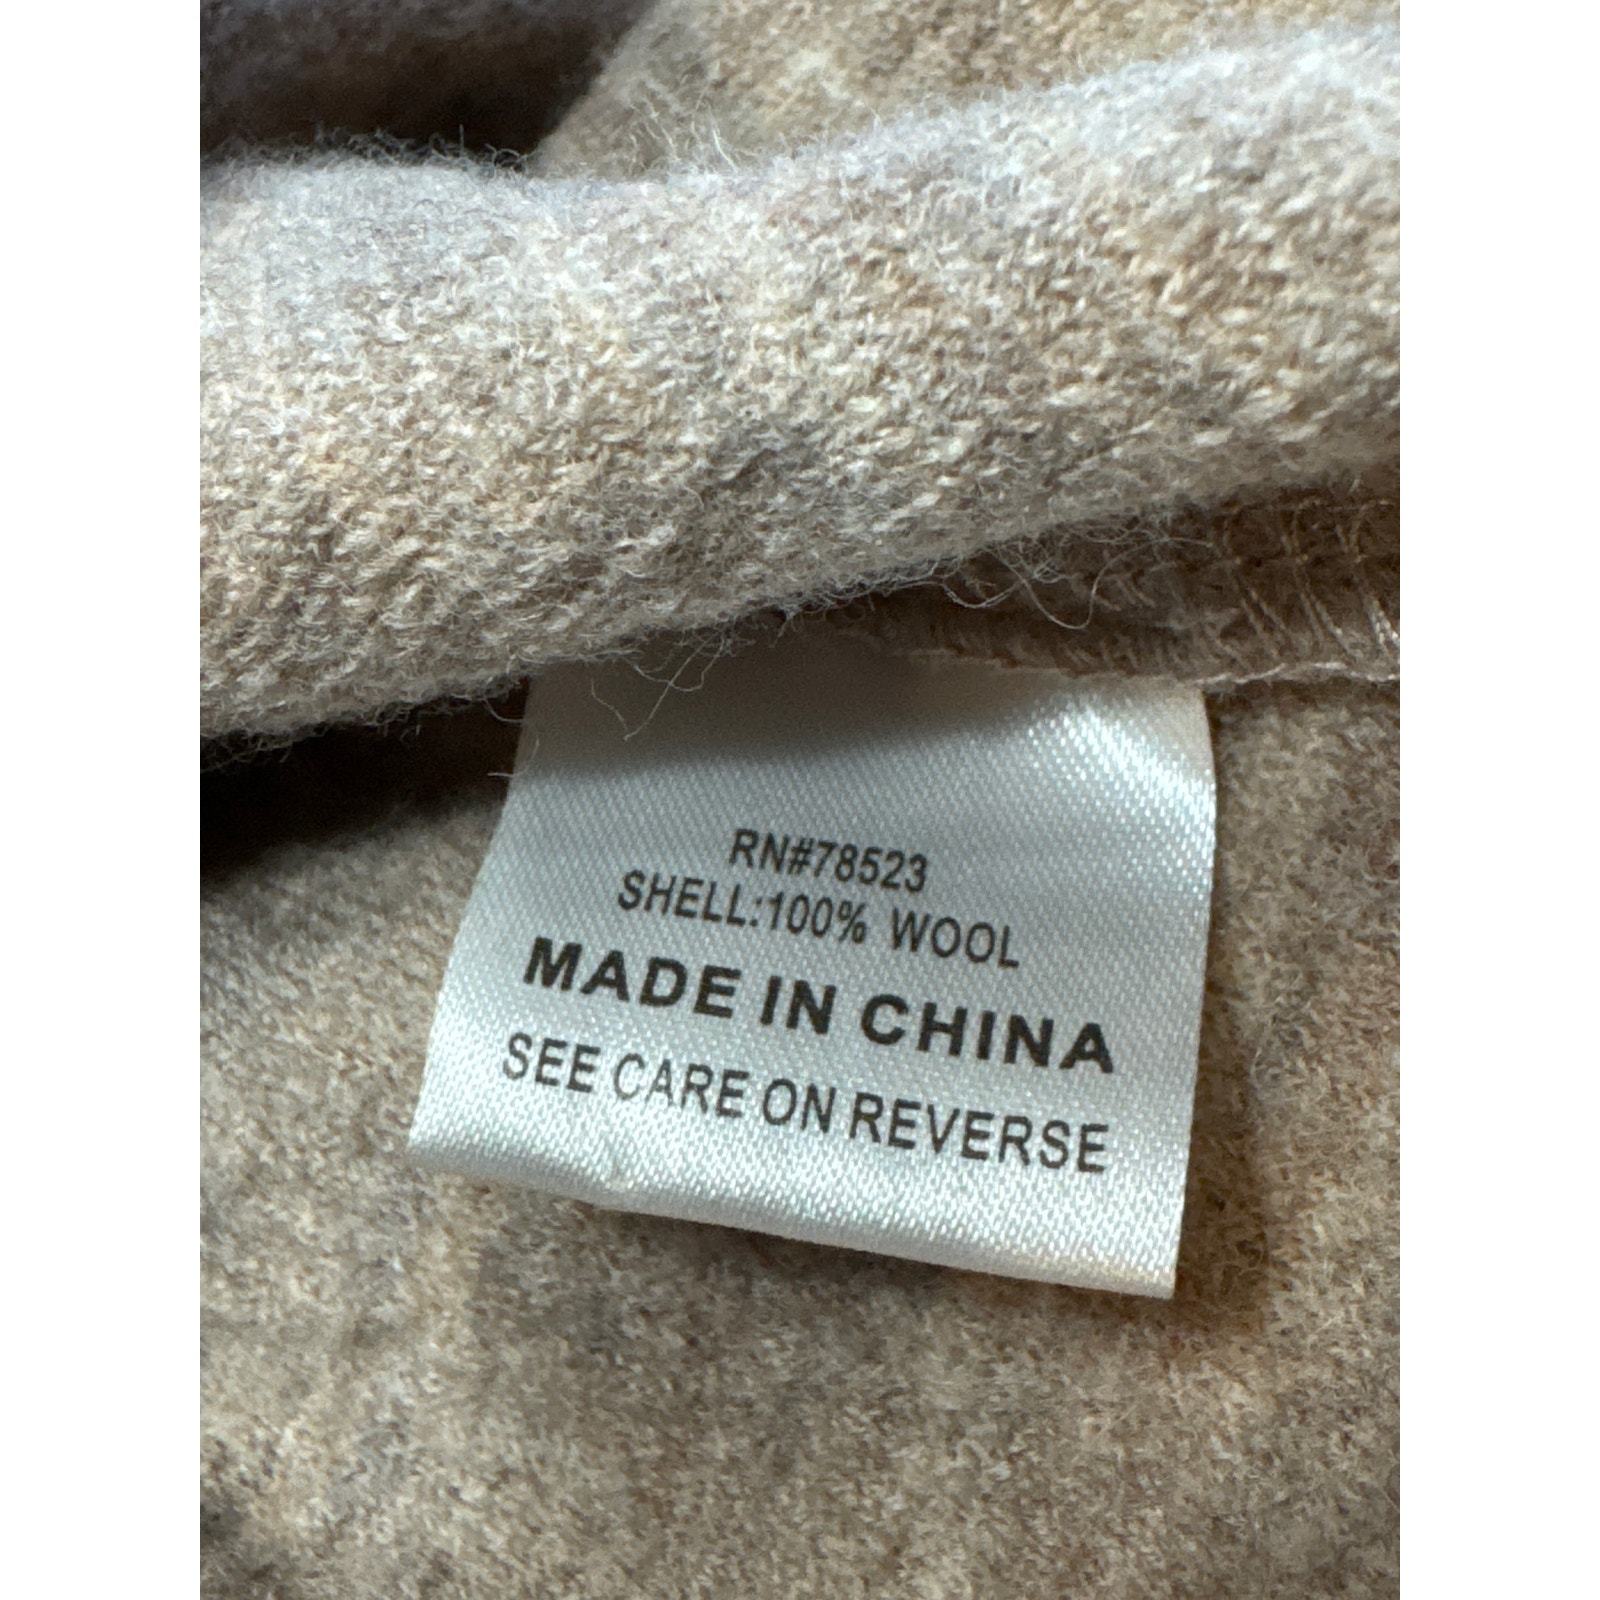 RN#78523
SHELL:100% WOOL
MADE IN CHINA
SEE CARE ON REVERSE